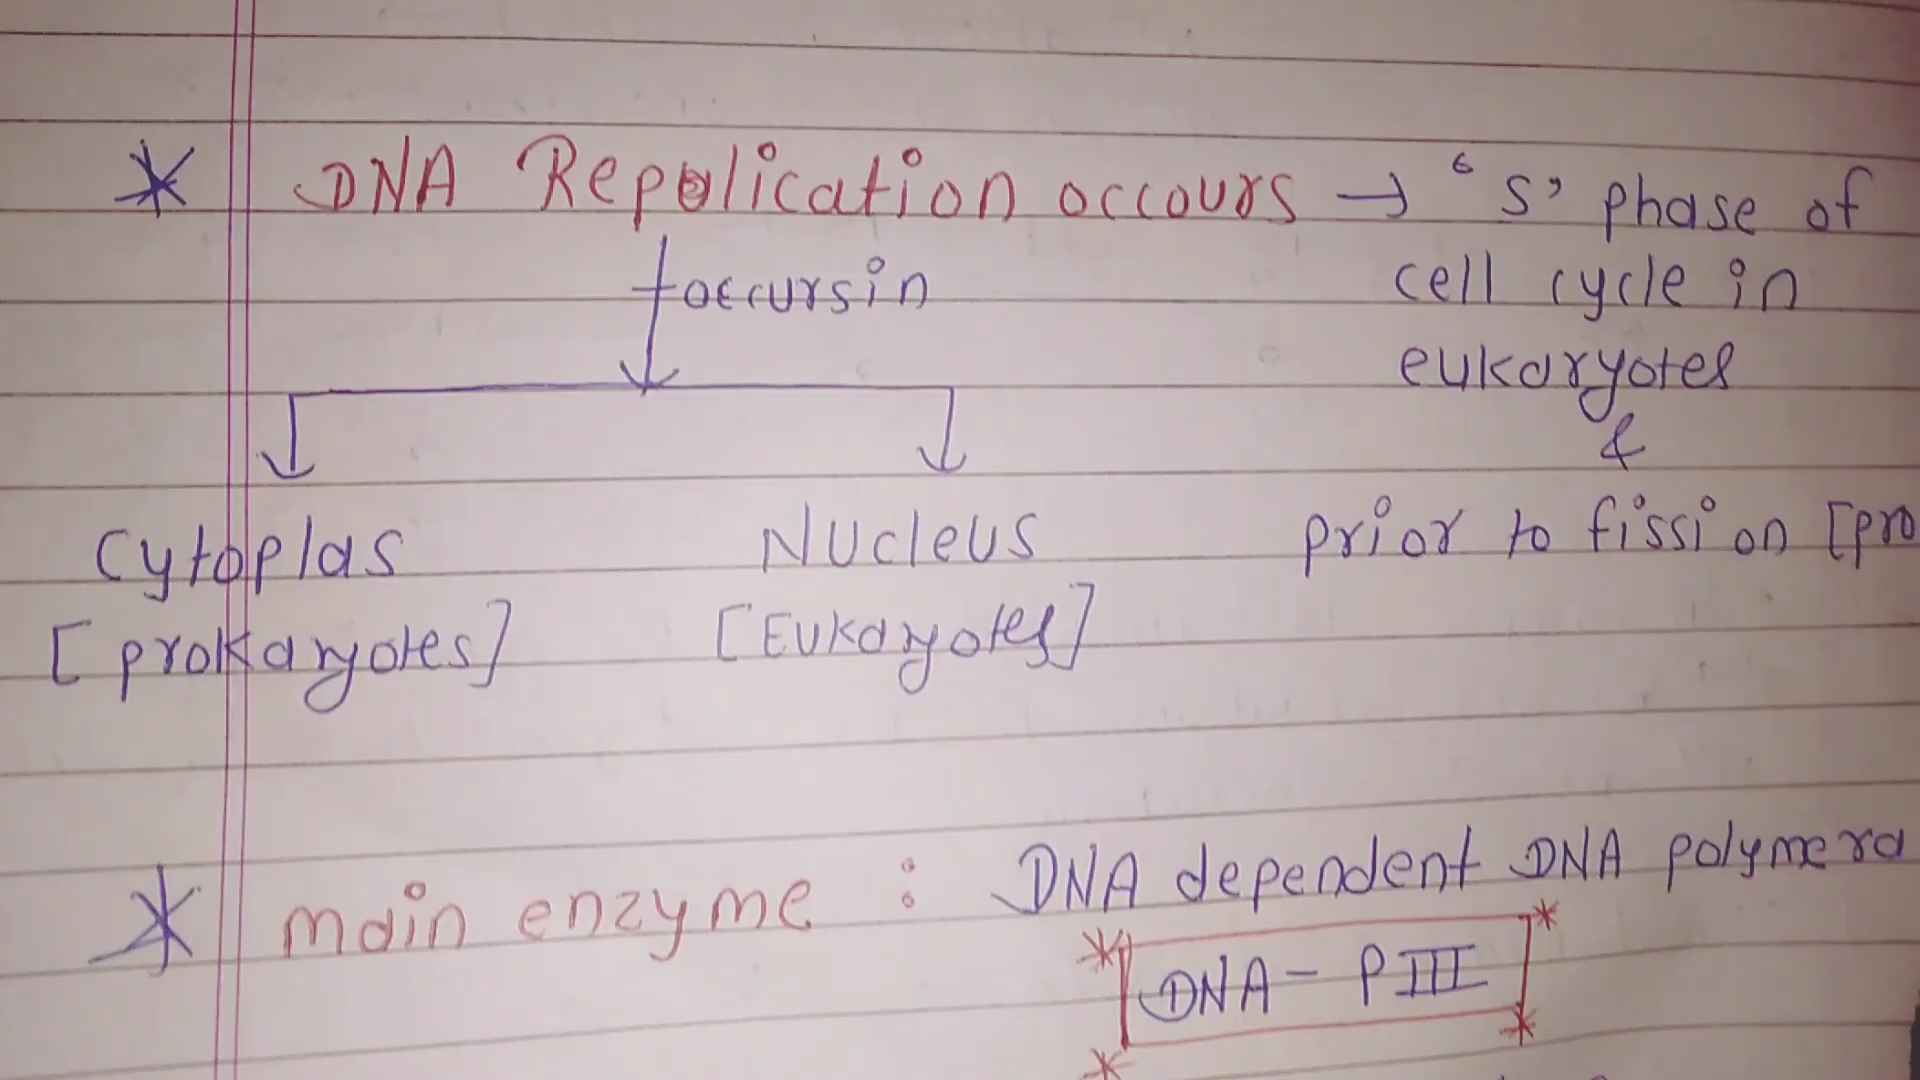 * DNA Repolication occours → 'S' phase of
occursin
cell cycle in
eukaryotes
&
Cytoplas Nucleus prior to fission [pro
[prokaryotes] [Eukaryotes]
* main enzyme : DNA dependent DNA polymera
DNA - PIII